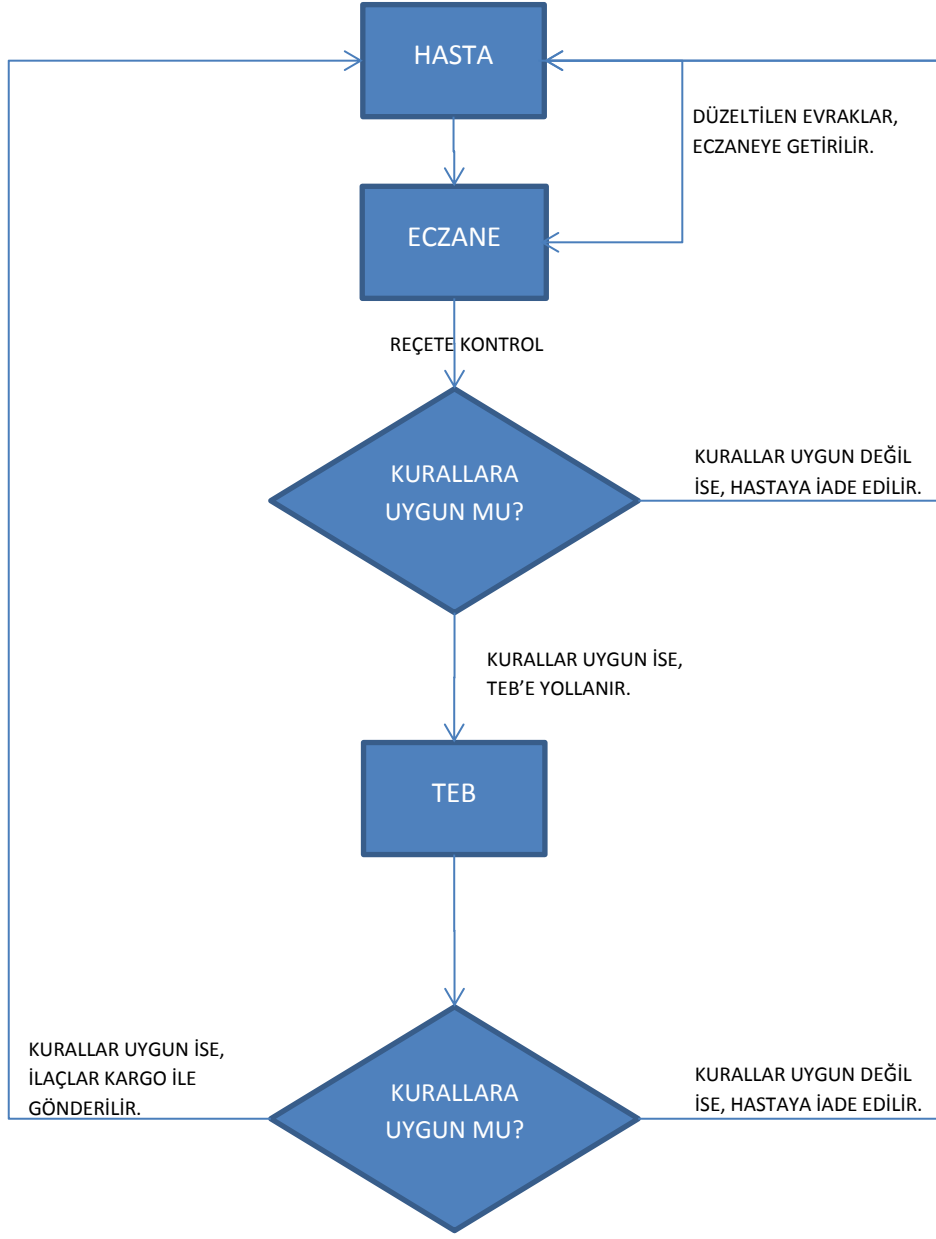 HASTA
DÜZELTİLEN EVRAKLAR,
ECZANEYE GETİRİLİR.
ECZANE
REÇETE KONTROL
KURALLARA
UYGUN MU?
KURALLAR UYGUN DEĞİL
İSE, HASTAYA İADE EDİLİR.
KURALLAR UYGUN İSE,
TEB’E YOLLANIR.
TEB
KURALLAR UYGUN İSE,
İLAÇLAR KARGO İLE
GÖNDERİLİR.
KURALLARA
UYGUN MU?
KURALLAR UYGUN DEĞİL
İSE, HASTAYA İADE EDİLİR.